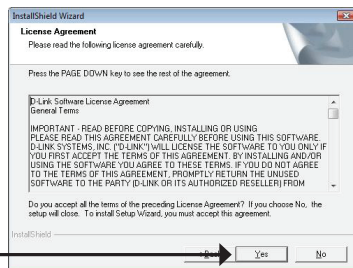 InstallShield Wizard
License Agreement
Please read the following license agreement carefully.
Press the PAGE DOWN key to see the rest of the agreement.
D-Link Software License Agreement
General Terms
IMPORTANT - READ BEFORE COPYING, INSTALLING OR USING
PLEASE READ THIS AGREEMENT CAREFULLY BEFORE USING THIS SOFTWARE.
D-LINK SYSTEMS, INC. ("D-LINK") WILL LICENSE THE SOFTWARE TO YOU ONLY IF
YOU FIRST ACCEPT THE TERMS OF THIS AGREEMENT. BY INSTALLING AND/OR
USING THE SOFTWARE YOU AGREE TO THESE TERMS. IF YOU DO NOT AGREE
TO THE TERMS OF THIS AGREEMENT, PROMPTLY RETURN THE UNUSED
SOFTWARE TO THE PARTY (D-LINK OR ITS AUTHORIZED RESELLER) FROM
Do you accept all the terms of the preceding License Agreement? If you choose No, the
setup will close. To install Setup Wizard, you must accept this agreement.
InstallShield
Yes No